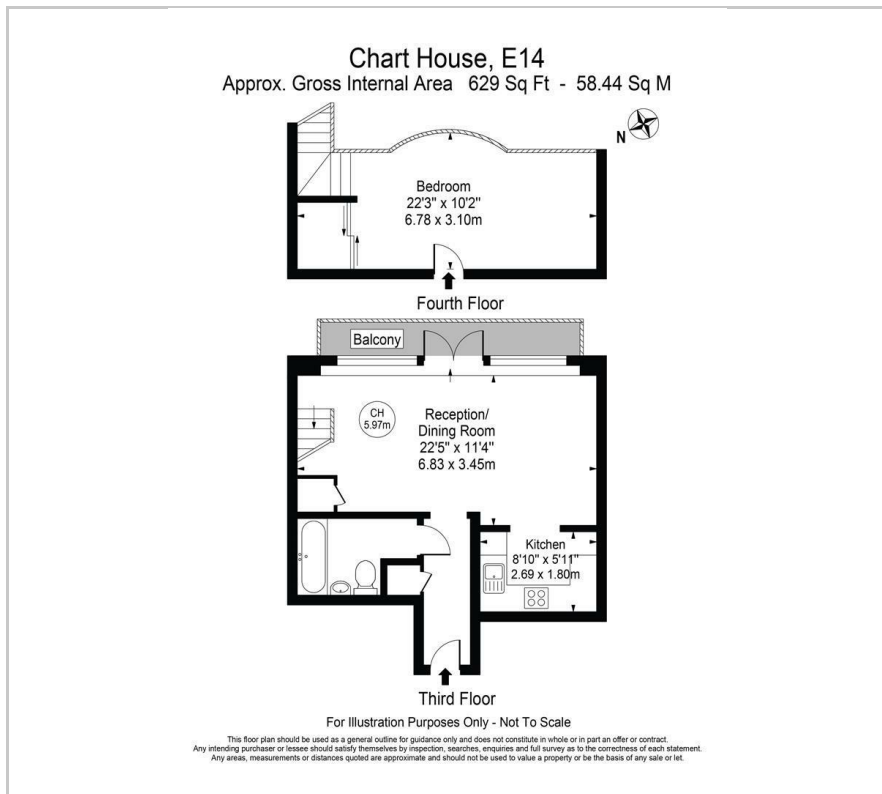 Chart House, E14
Approx. Gross Internal Area 629 Sq Ft - 58.44 Sq M
N
Bedroom
22'3" x 10'2"
6.78 x 3.10m
Fourth Floor
Balcony
CH
5.97m
Reception/
Dining Room
22'5" x 11'4"
6.83 x 3.45m
Kitchen
8'10" x 5'11"
2.69 x 1.80m
Third Floor
For Illustration Purposes Only - Not To Scale
This floor plan should be used as a general outline for guidance only and does not constitute in whole or in part an offer or contract.
Any intending purchaser or lessee should satisfy themselves by inspection, searches, enquiries and full survey as to the correctness of each statement.
Any areas, measurements or distances quoted are approximate and should not be used to value a property or be the basis of any sale or let.